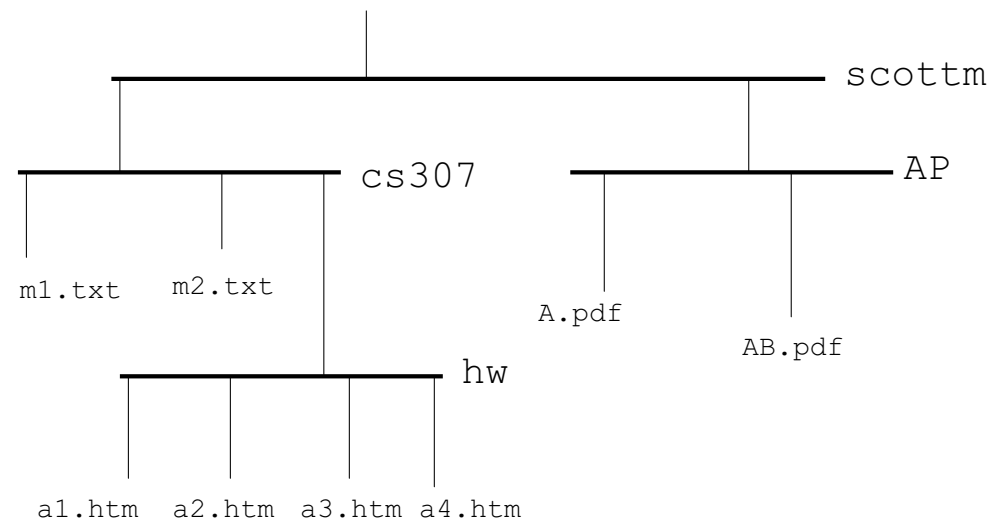 scottm
cs307
AP
m1.txt
m2.txt
A.pdf
AB.pdf
hw
a1.htm
a2.htm
a3.htm
a4.htm